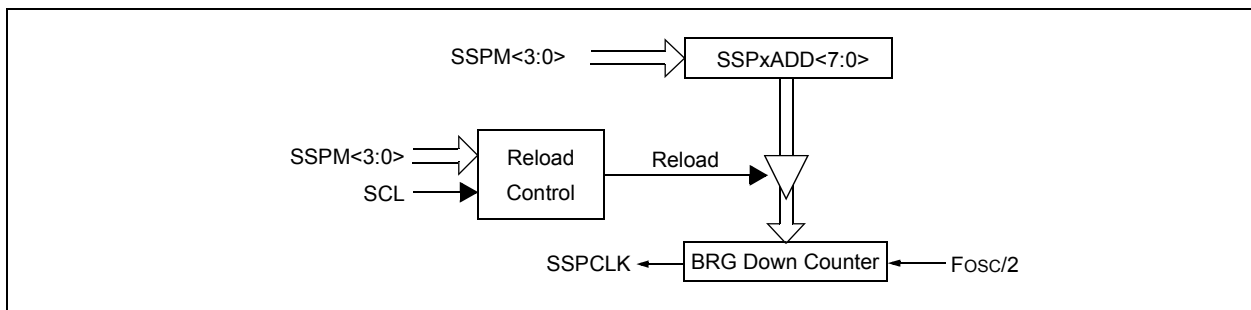 SSPM<3:0>
SSPxADD<7:0>
SSPM<3:0>
SCL
Reload
Control
Reload
SSPCLK
BRG Down Counter
FOSC/2